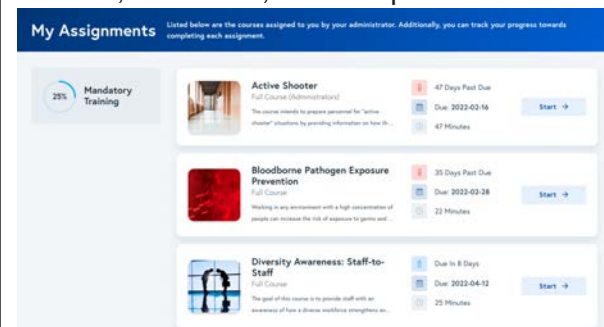 My Assignments
Listed below are the courses assigned to you by your administrator. Additionally, you can track your progress towards
completing each assignment.
25%
Mandatory
Training
Active Shooter
Full Course (Administrators)
The course intends to prepare personnel for "active
shooter" situations by providing information on how th...
47 Days Past Due
Due: 2022-02-16
47 Minutes
Start →
Bloodborne Pathogen Exposure
Prevention
Full Course
Working in any environment with a high concentration of
people can increase the risk of exposure to germs and...
35 Days Past Due
Due: 2022-02-28
22 Minutes
Start →
Diversity Awareness: Staff-to-
Staff
Full Course
The goal of this course is to provide staff with an
awareness of how a diverse workforce strengthens an...
Due In 8 Days
Due: 2022-04-12
25 Minutes
Start →